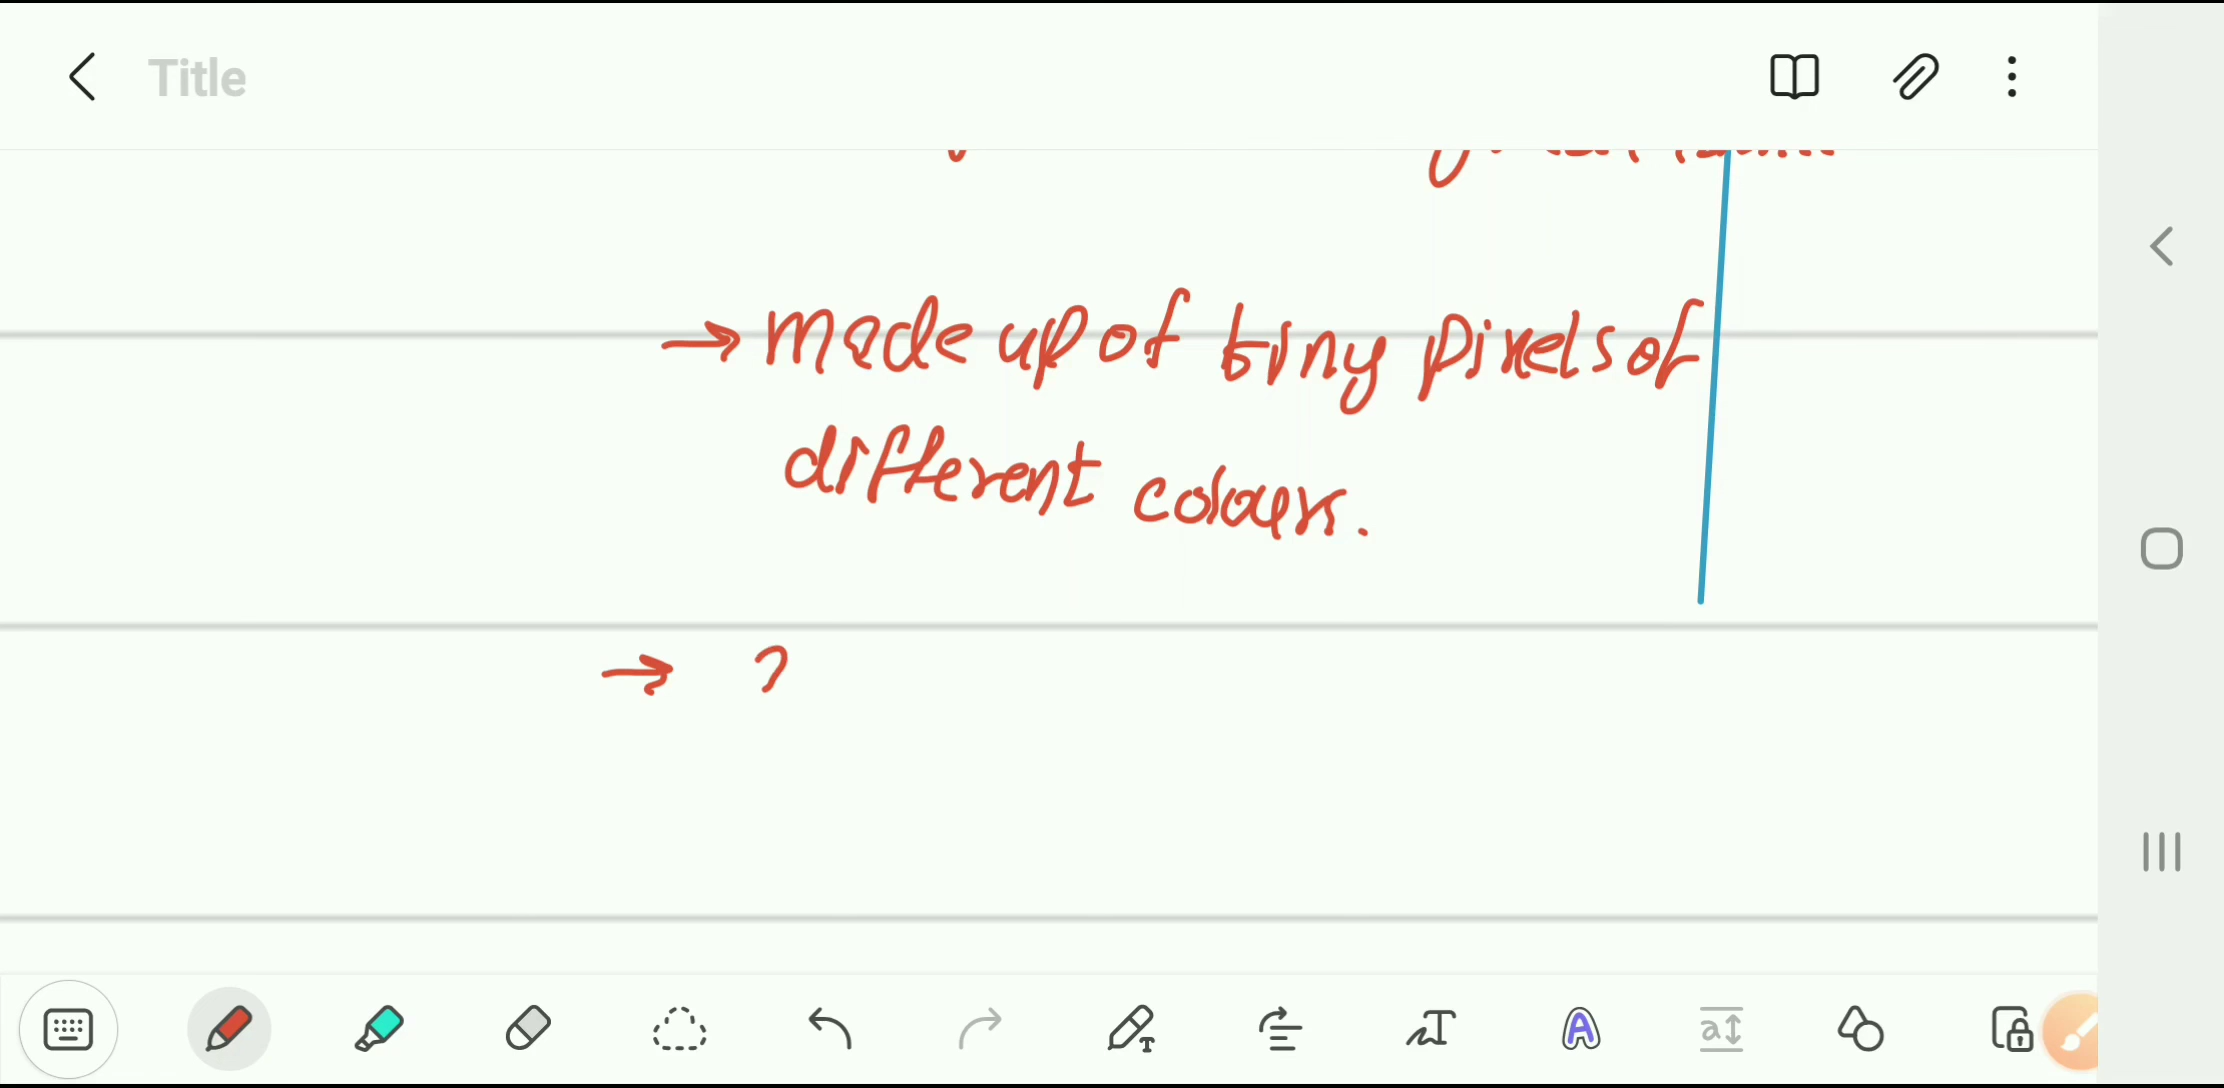 Title
→ made up of tiny pixels of
different colours.
→ ?